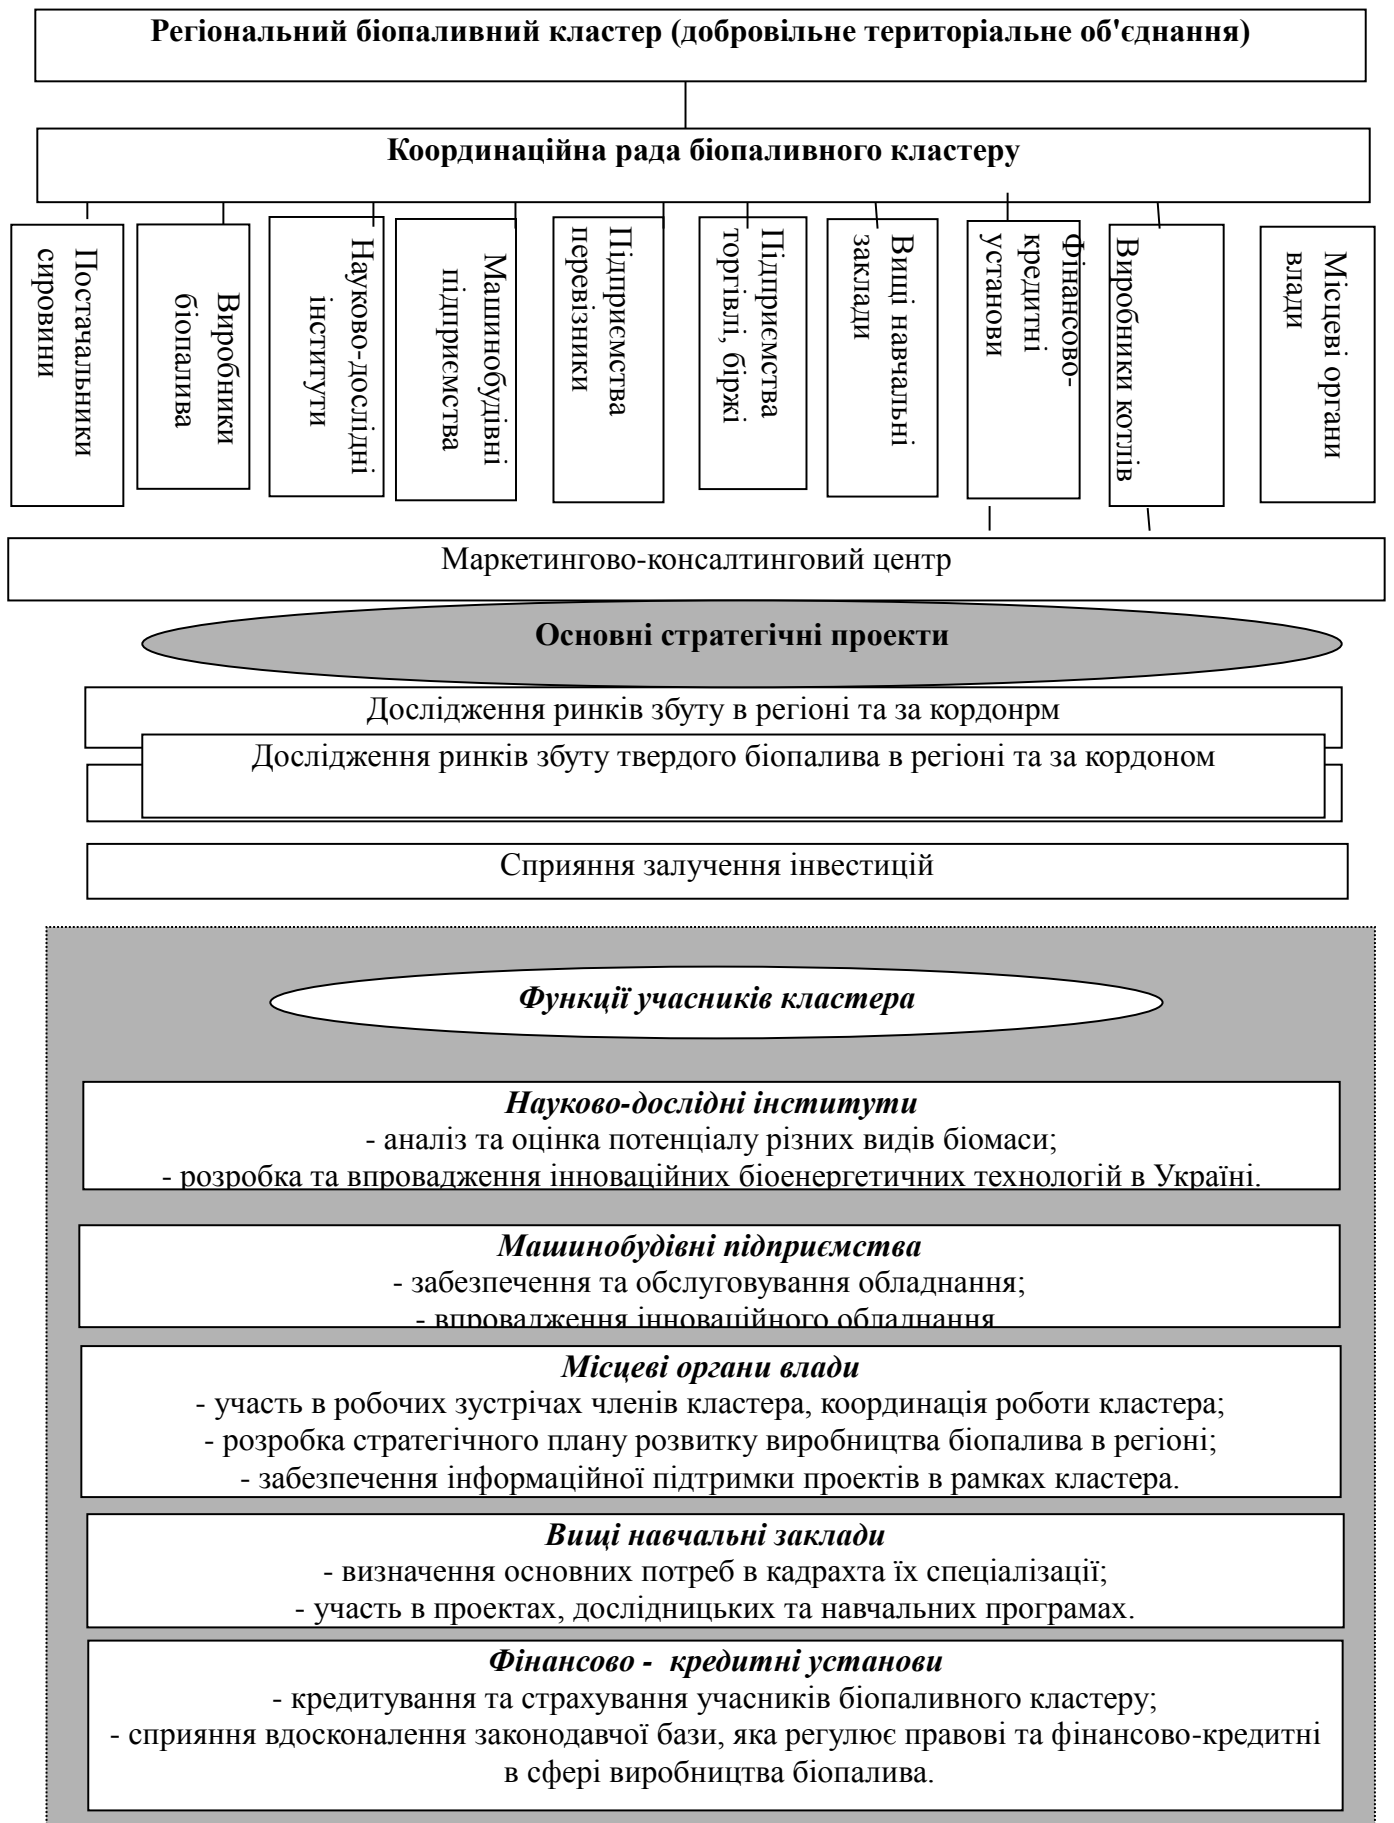 Регіональний біопаливний кластер (добровільне територіальне об'єднання)
Координаційна рада біопаливного кластеру
Постачальники
сировини
Виробники
біопалива
Науково-дослідні
інститути
Машинобудівні
підприємства
Підприємства
перевізники
Підприємства
торгівлі, біржі
Вищі навчальні
заклади
Фінансово-
кредитні
установи
Виробники котлів
Місцеві органи
влади
Маркетингово-консалтинговий центр
Основні стратегічні проекти
Дослідження ринків збуту в регіоні та за кордонрм
Дослідження ринків збуту твердого біопалива в регіоні та за кордоном
Сприяння залучення інвестицій
Функції учасників кластера
Науково-дослідні інститути
- аналіз та оцінка потенціалу різних видів біомаси;
- розробка та впровадження інноваційних біоенергетичних технологій в Україні.
Машинобудівні підприємства
- забезпечення та обслуговування обладнання;
- впровадження інноваційного обладнання
Місцеві органи влади
- участь в робочих зустрічах членів кластера, координація роботи кластера;
- розробка стратегічного плану розвитку виробництва біопалива в регіоні;
- забезпечення інформаційної підтримки проектів в рамках кластера.
Вищі навчальні заклади
- визначення основних потреб в кадрахта їх спеціалізації;
- участь в проектах, дослідницьких та навчальних програмах.
Фінансово - кредитні установи
- кредитування та страхування учасників біопаливного кластеру;
- сприяння вдосконалення законодавчої бази, яка регулює правові та фінансово-кредитні
в сфері виробництва біопалива.